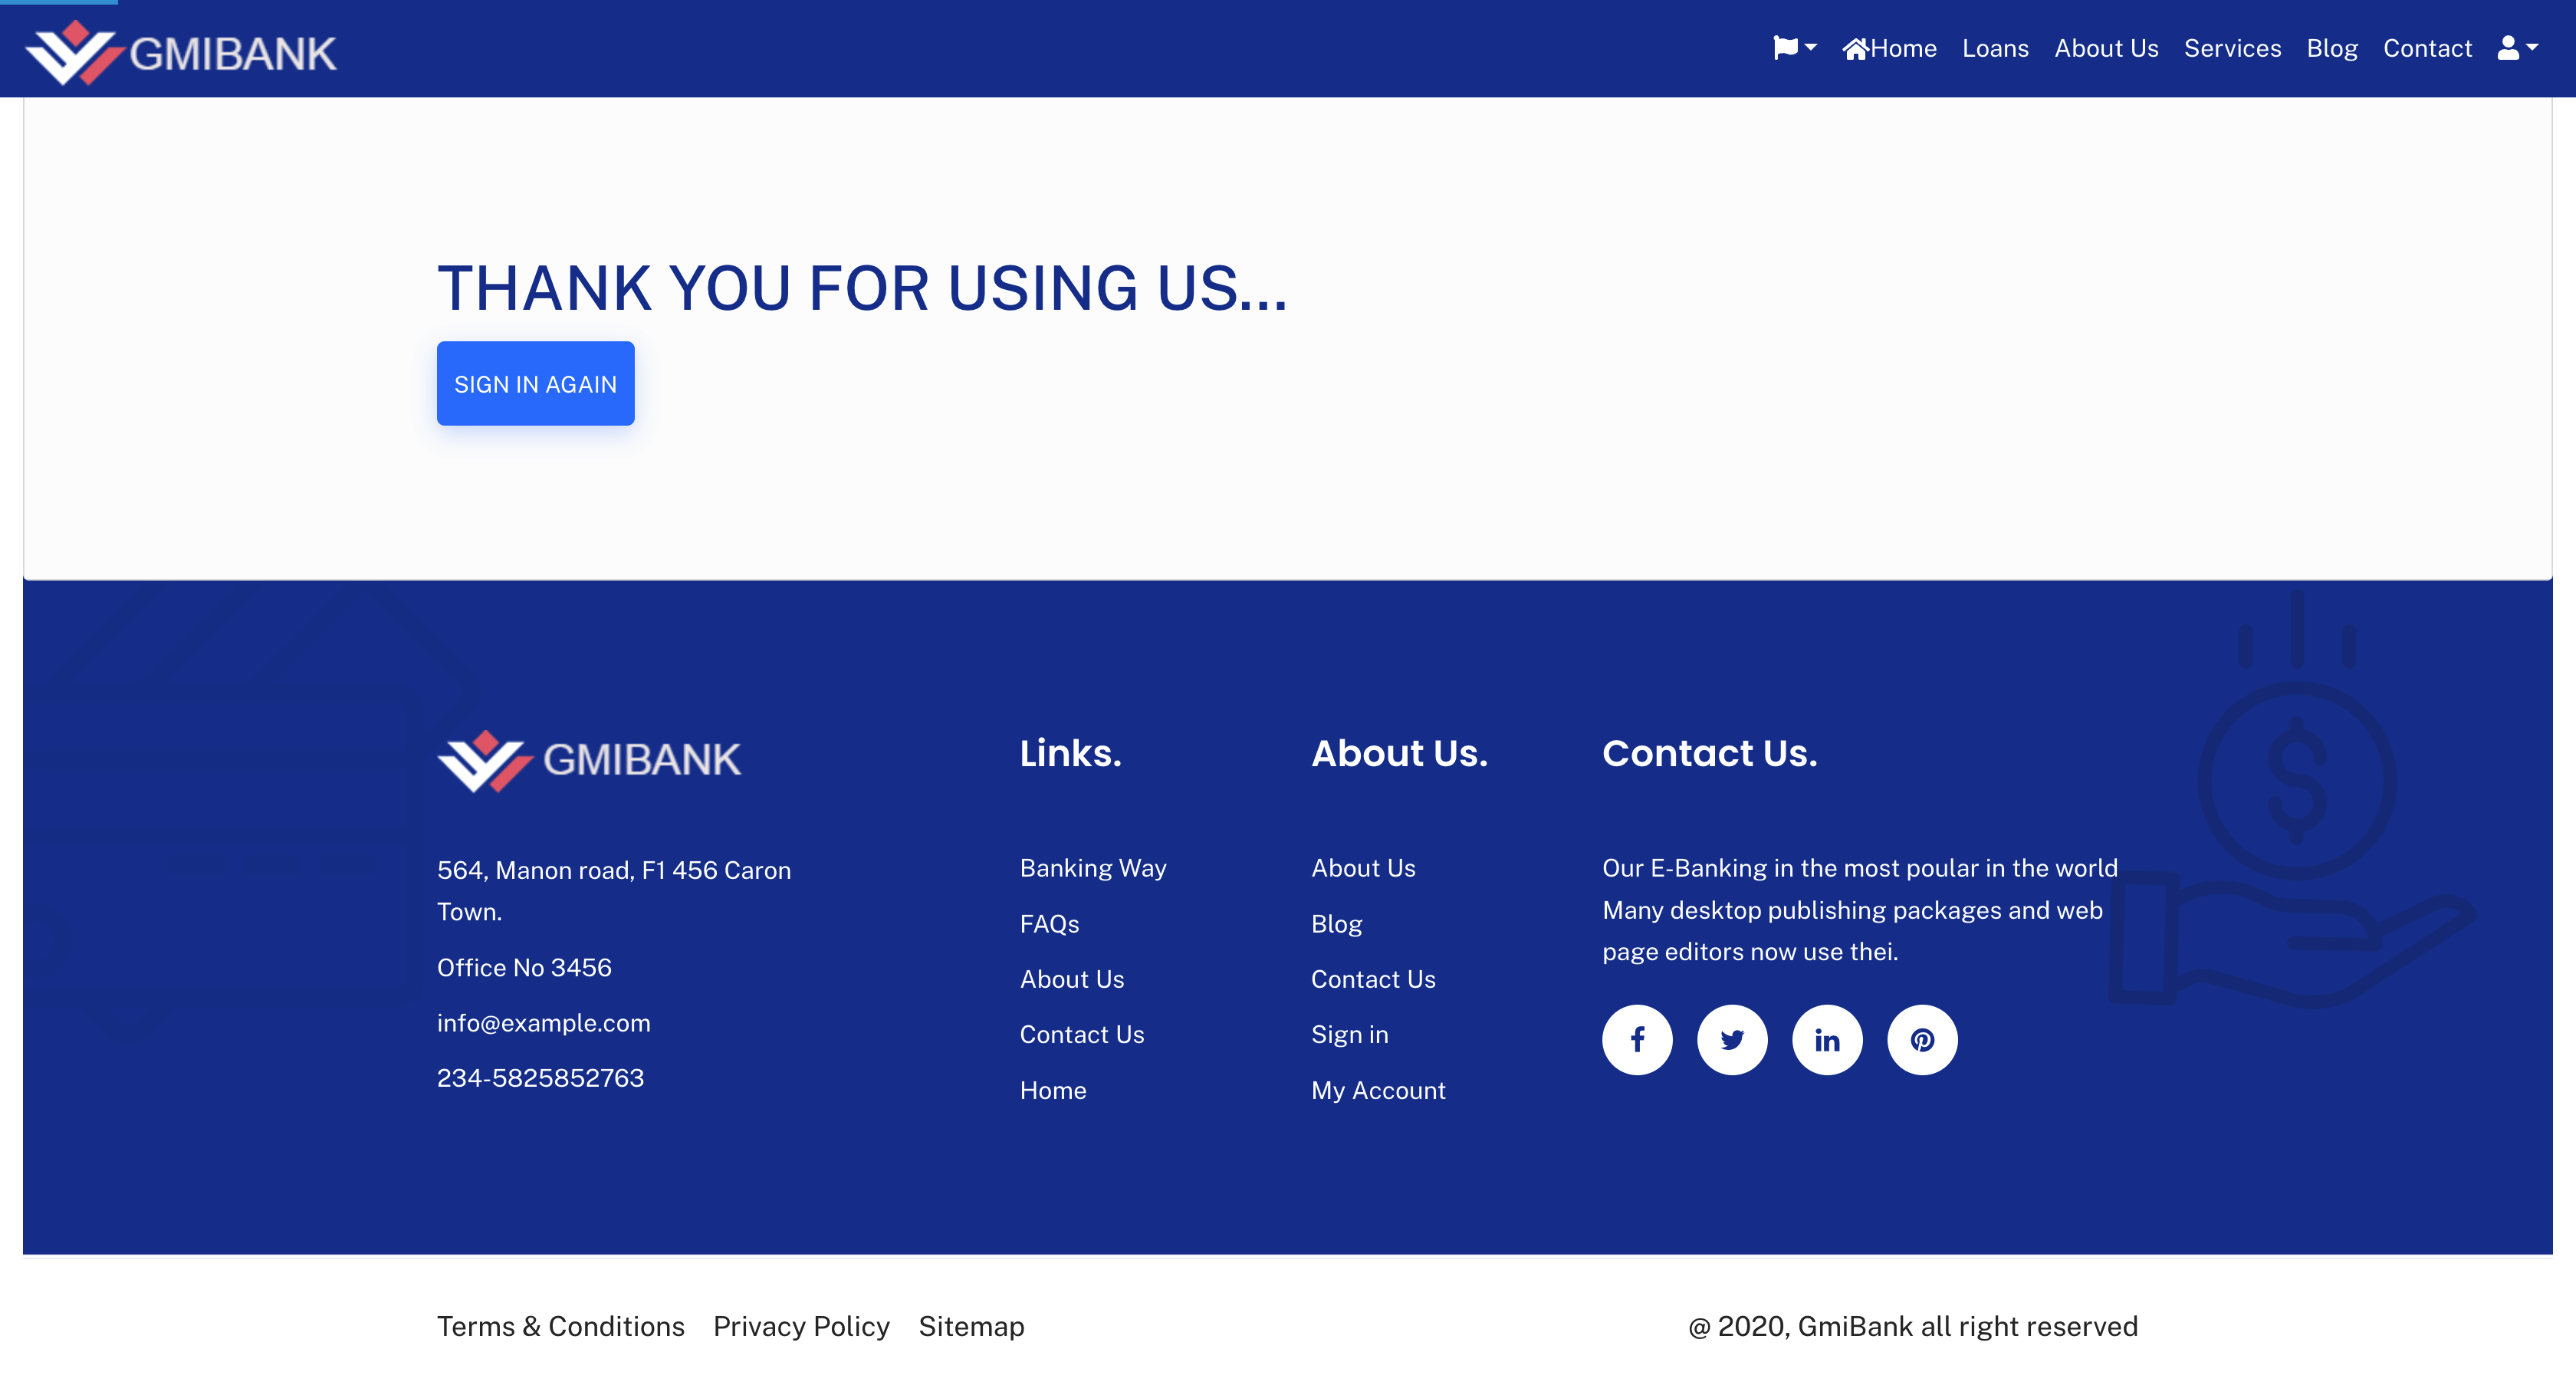 GMIBANK
Home Loans About Us Services Blog Contact
THANK YOU FOR USING US...
SIGN IN AGAIN
GMIBANK
564, Manon road, F1 456 Caron
Town.
Office No 3456
info@example.com
234-5825852763
Links.
Banking Way
FAQs
About Us
Contact Us
Home
About Us.
About Us
Blog
Contact Us
Sign in
My Account
Contact Us.
Our E-Banking in the most poular in the world
Many desktop publishing packages and web
page editors now use thei.
Terms & Conditions Privacy Policy Sitemap
@ 2020, GmiBank all right reserved